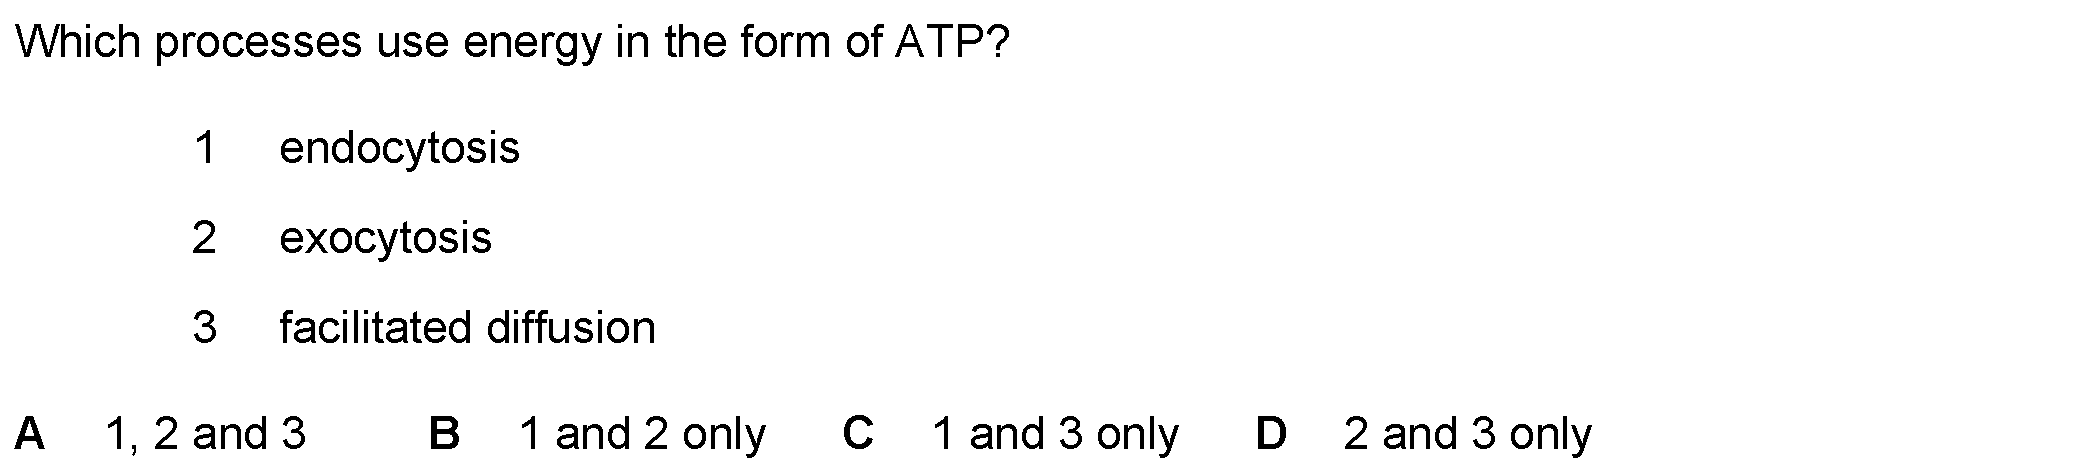 Which processes use energy in the form of ATP?
1 endocytosis
2 exocytosis
3 facilitated diffusion
A 1, 2 and 3 B 1 and 2 only C 1 and 3 only D 2 and 3 only